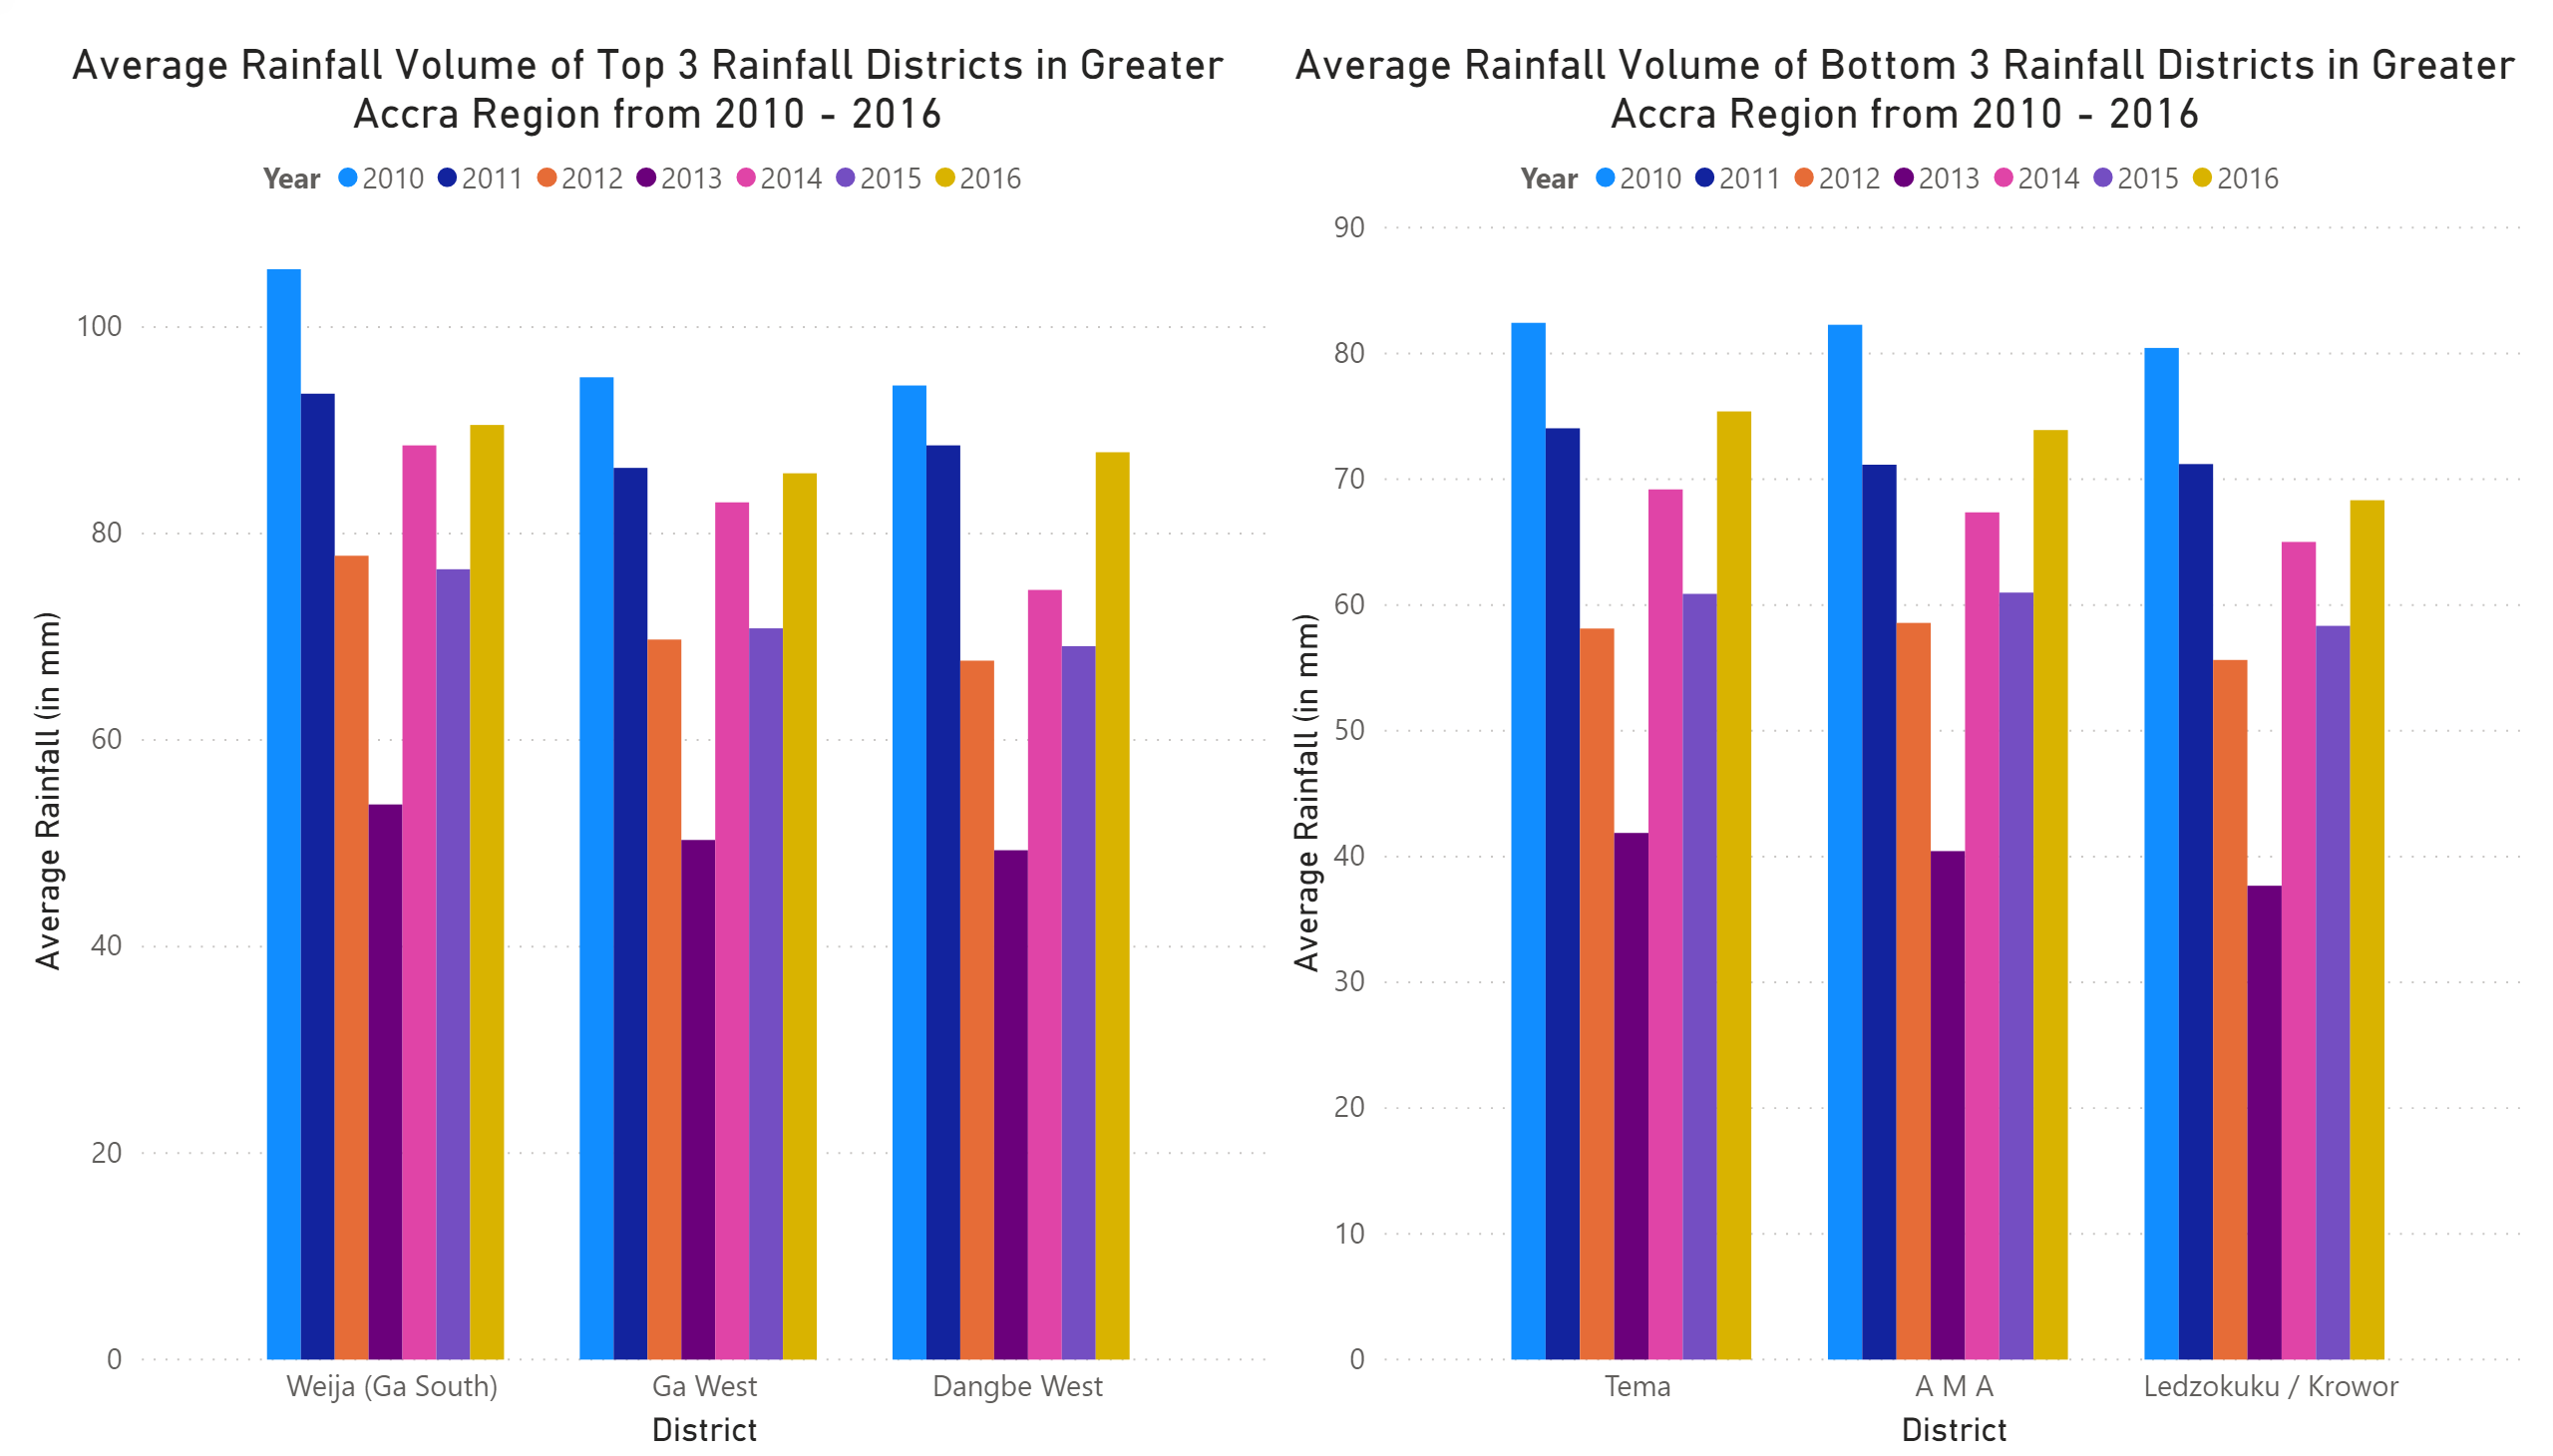 Average Rainfall Volume of Top 3 Rainfall Districts in Greater
Accra Region from 2010 - 2016
Year 2010 2011 2012 2013 2014 2015 2016
100
80
60
40
20
0
Average Rainfall (in mm)
Weija (Ga South) Ga West Dangbe West
District
Average Rainfall Volume of Bottom 3 Rainfall Districts in Greater
Accra Region from 2010 - 2016
Year 2010 2011 2012 2013 2014 2015 2016
90
80
70
60
50
40
30
20
10
0
Average Rainfall (in mm)
Tema A M A Ledzokuku / Krowor
District